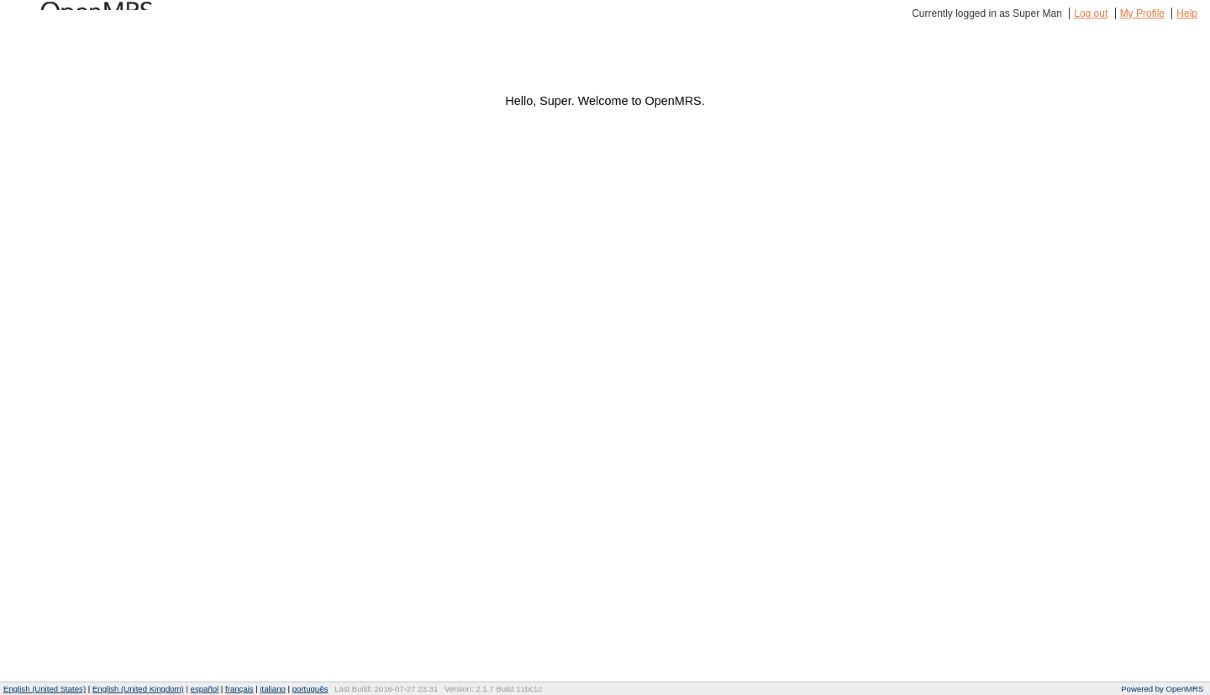 OpenMRS
Currently logged in as Super Man | Log out | My Profile | Help
Hello, Super. Welcome to OpenMRS.
English (United States) | English (United Kingdom) | español | français | italiano | português Last Build: 2016-07-27 23:31 Version: 2.1.7 Build 11bc1c
Powered by OpenMRS